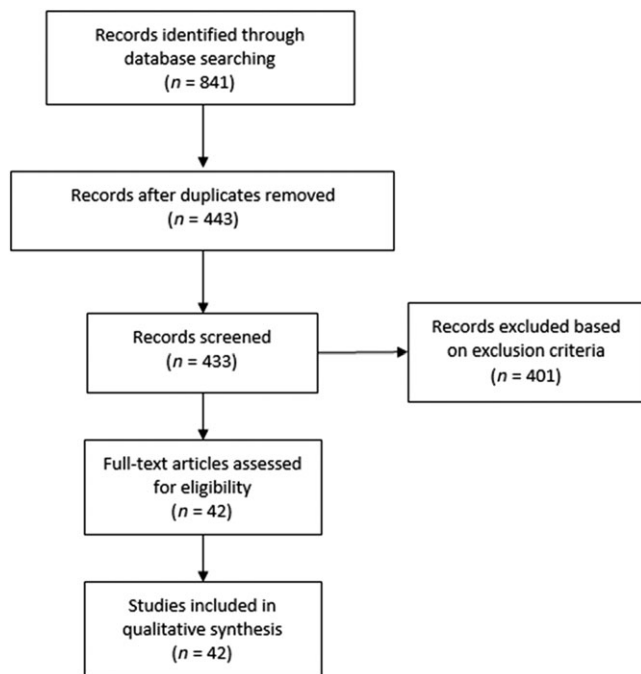 Records identified through
database searching
(n = 841)
Records after duplicates removed
(n = 443)
Records screened
(n = 433)
Records excluded based
on exclusion criteria
(n = 401)
Full-text articles assessed
for eligibility
(n = 42)
Studies included in
qualitative synthesis
(n = 42)